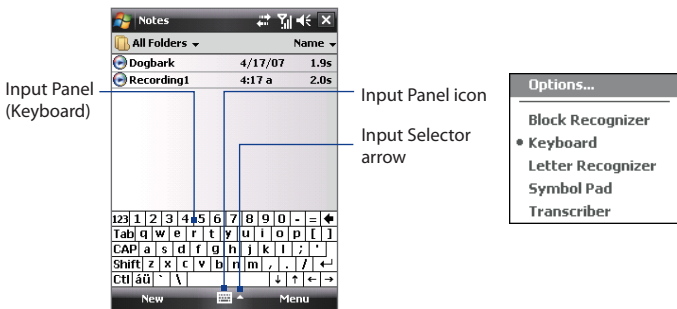 Notes
All Folders Name
Dogbark 4/17/07 1.9s
Recording1 4:17 a 2.0s
Input Panel
(Keyboard)
Input Panel icon
Input Selector
arrow
123 1 2 3 4 5 6 7 8 9 0 - =
Tab q w e r t y u i o p [ ]
CAP a s d f g h j k l ; '
Shift z x c v b n m , . /
Ctl áü ` \
New Menu
Options...
Block Recognizer
Keyboard
Letter Recognizer
Symbol Pad
Transcriber